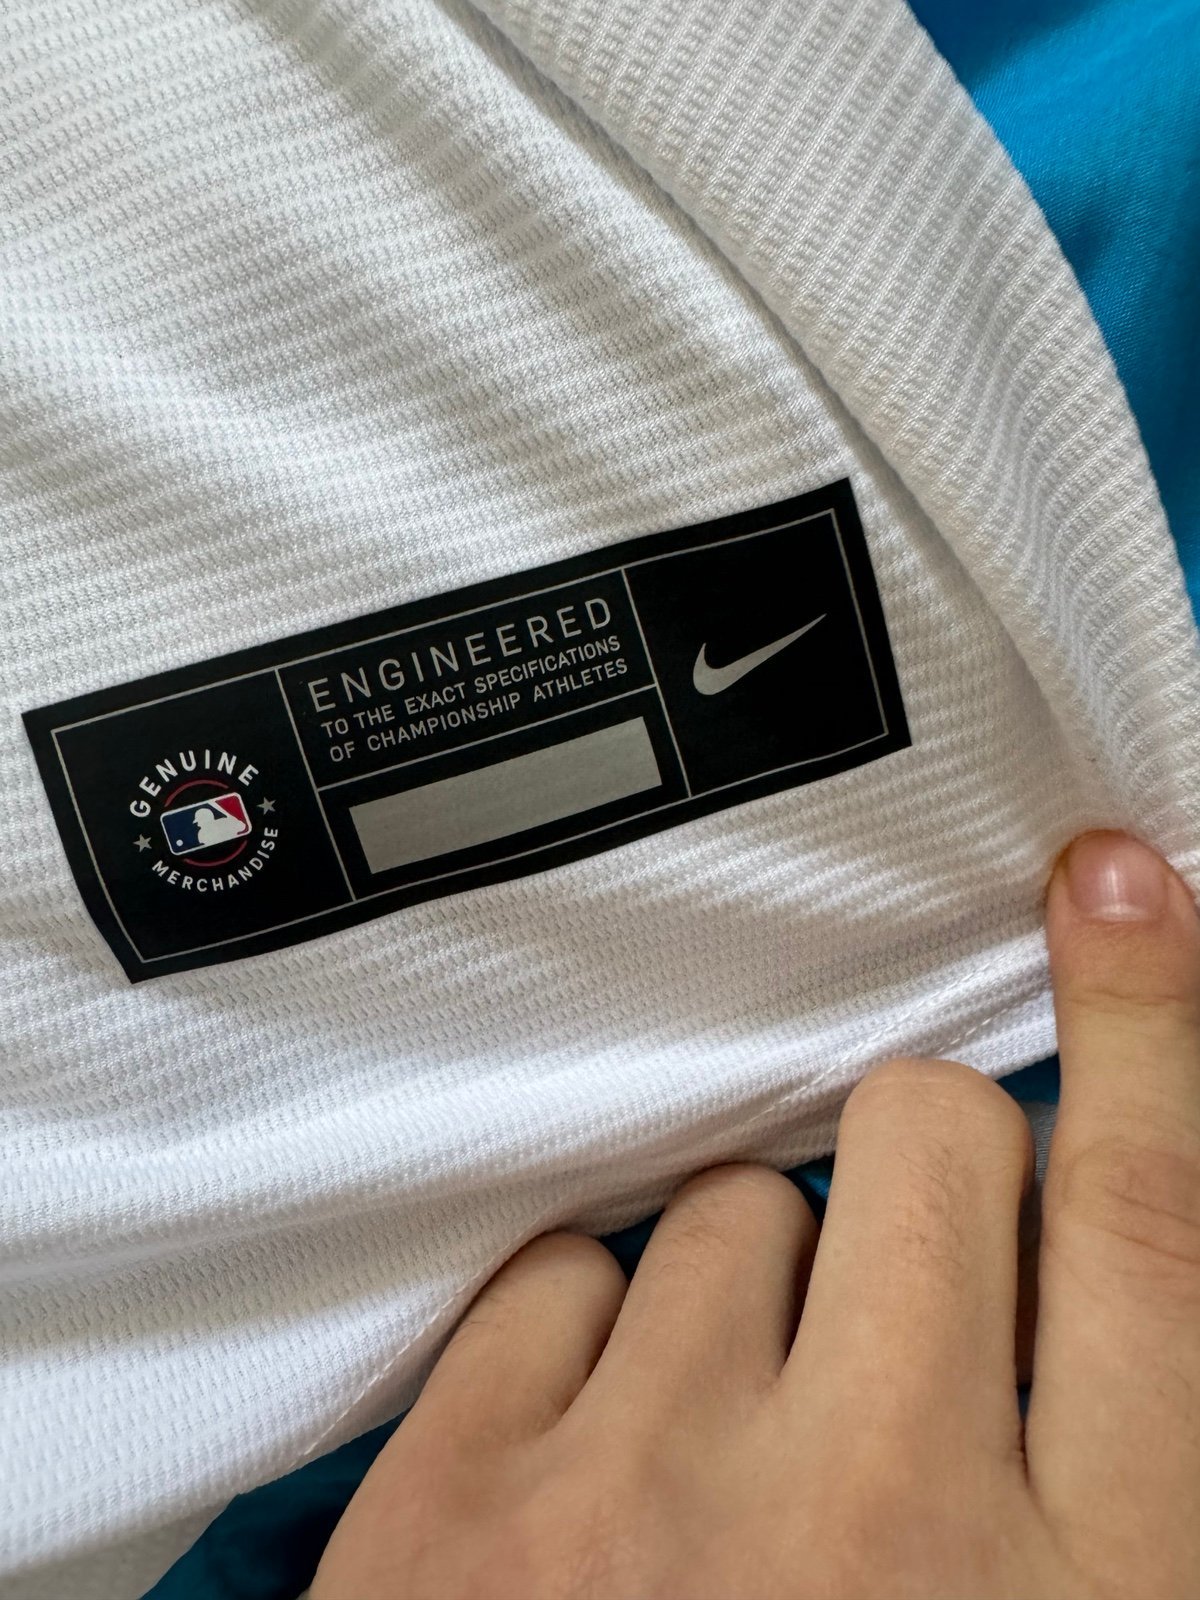 GENUINE
MERCHANDISE
ENGINEERED
TO THE EXACT SPECIFICATIONS
OF CHAMPIONSHIP ATHLETES